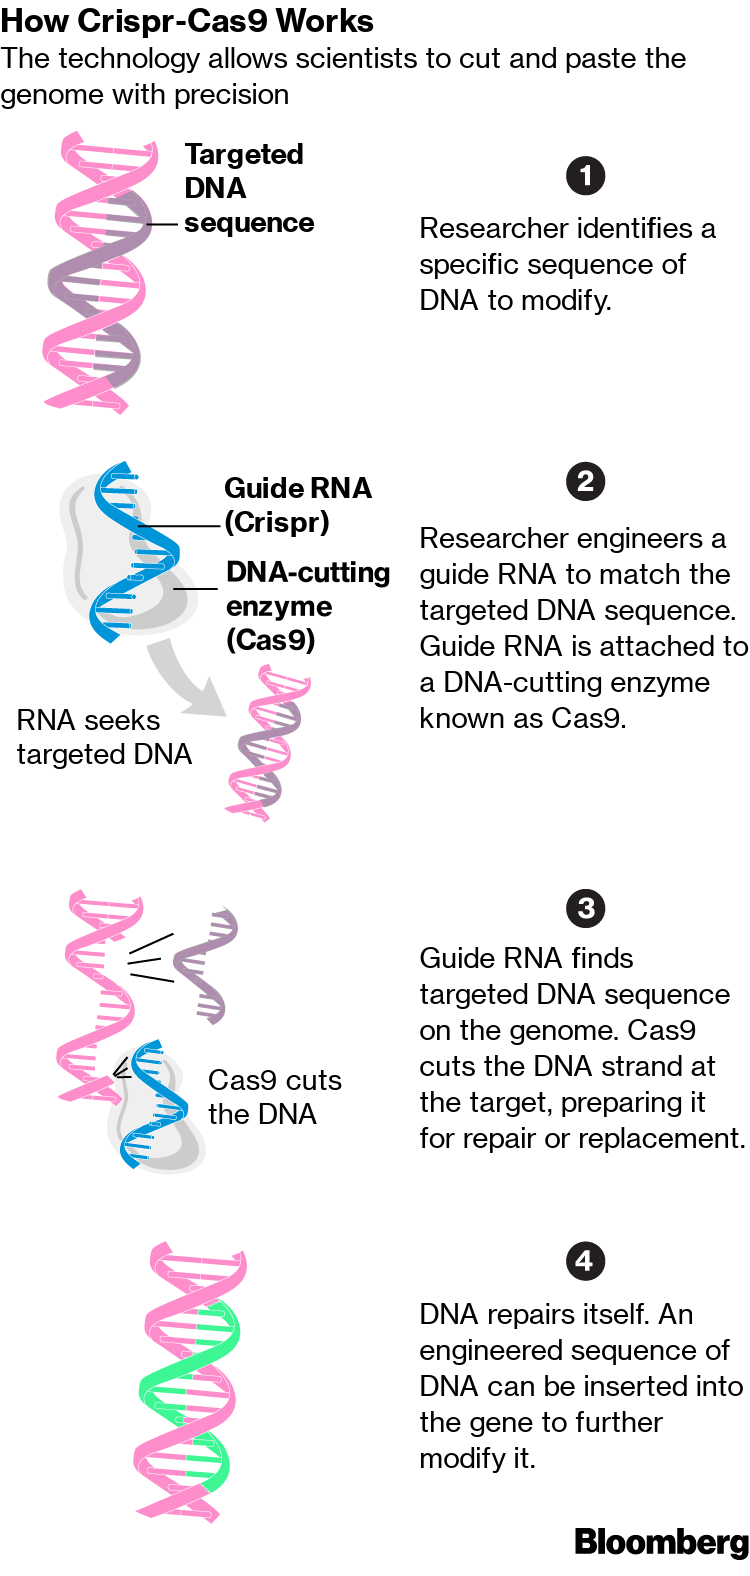 How Crispr-Cas9 Works
The technology allows scientists to cut and paste the
genome with precision
Targeted
DNA
sequence
1
Researcher identifies a
specific sequence of
DNA to modify.
Guide RNA
(Crispr)
DNA-cutting
enzyme
(Cas9)
RNA seeks
targeted DNA
2
Researcher engineers a
guide RNA to match the
targeted DNA sequence.
Guide RNA is attached to
a DNA-cutting enzyme
known as Cas9.
Cas9 cuts
the DNA
3
Guide RNA finds
targeted DNA sequence
on the genome. Cas9
cuts the DNA strand at
the target, preparing it
for repair or replacement.
4
DNA repairs itself. An
engineered sequence of
DNA can be inserted into
the gene to further
modify it.
Bloomberg